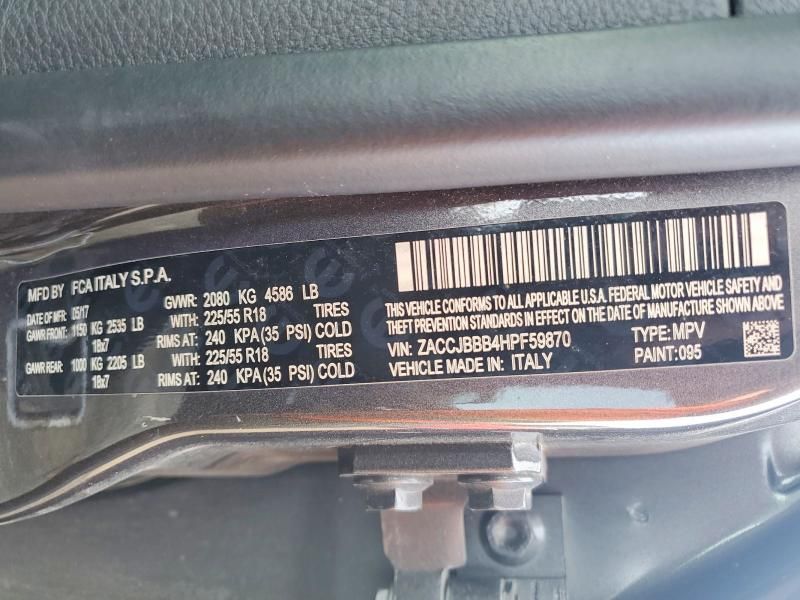 MFD BY FCA ITALY S.P.A.
DATE OF MFR: 05/17 GVWR: 2080 KG 4586 LB
GAWR FRONT: 1150 KG 2535 LB WITH: 225/55 R18 TIRES
18x7 RIMS AT: 240 KPA (35 PSI) COLD
GAWR REAR: 1000 KG 2205 LB WITH: 225/55 R18 TIRES
18x7 RIMS AT: 240 KPA (35 PSI) COLD
THIS VEHICLE CONFORMS TO ALL APPLICABLE U.S.A. FEDERAL MOTOR VEHICLE SAFETY AND
THEFT PREVENTION STANDARDS IN EFFECT ON THE DATE OF MANUFACTURE SHOWN ABOVE.
VIN: ZACCJBBB4HPF59870 TYPE: MPV
VEHICLE MADE IN: ITALY PAINT: 095